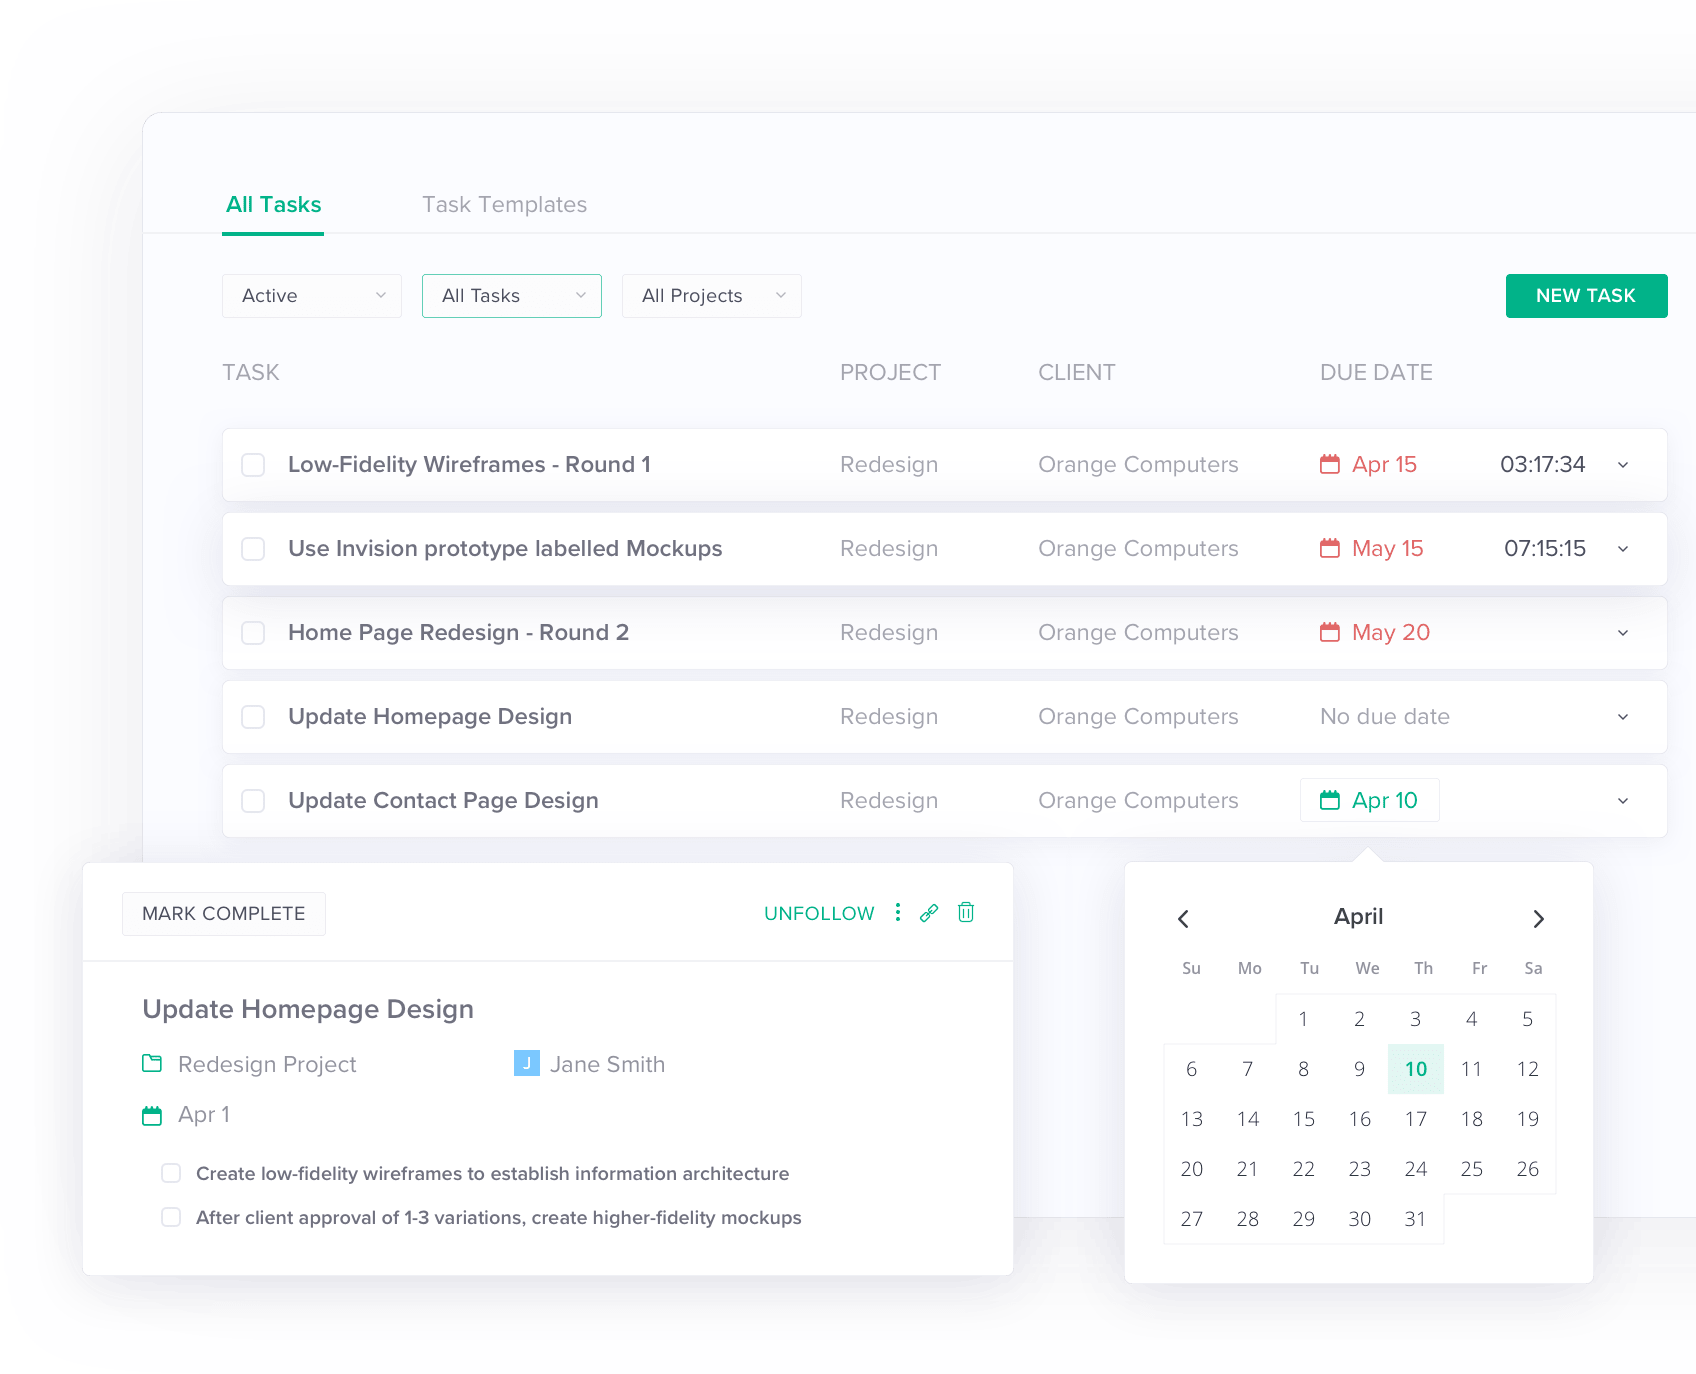 All Tasks Task Templates
Active All Tasks All Projects NEW TASK
TASK PROJECT CLIENT DUE DATE
Low-Fidelity Wireframes - Round 1 Redesign Orange Computers Apr 15 03:17:34
Use Invision prototype labelled Mockups Redesign Orange Computers May 15 07:15:15
Home Page Redesign - Round 2 Redesign Orange Computers May 20
Update Homepage Design Redesign Orange Computers No due date
Update Contact Page Design Redesign Orange Computers Apr 10
MARK COMPLETE UNFOLLOW
Update Homepage Design
Redesign Project J Jane Smith
Apr 1
Create low-fidelity wireframes to establish information architecture
After client approval of 1-3 variations, create higher-fidelity mockups
April
Su Mo Tu We Th Fr Sa
1 2 3 4 5
6 7 8 9 10 11 12
13 14 15 16 17 18 19
20 21 22 23 24 25 26
27 28 29 30 31